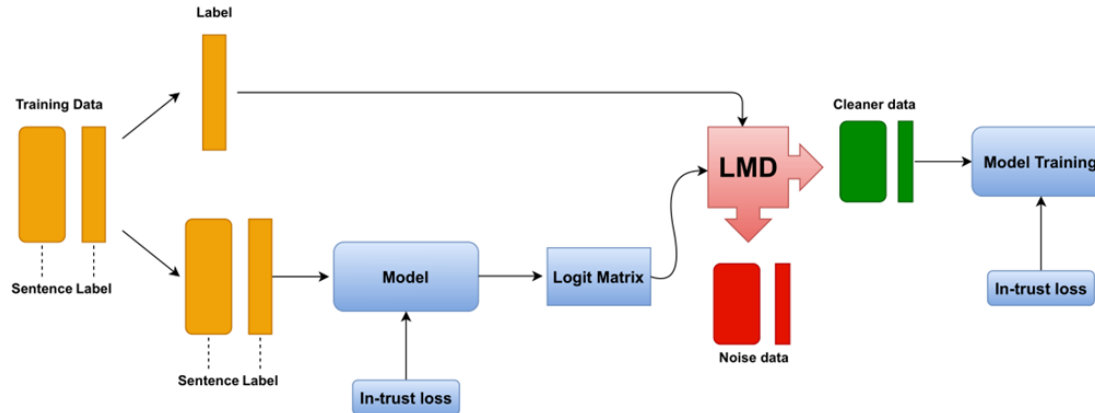 Label
Training Data
Cleaner data
LMD
Model Training
Sentence Label
Model
Logit Matrix
In-trust loss
Noise data
Sentence Label
In-trust loss